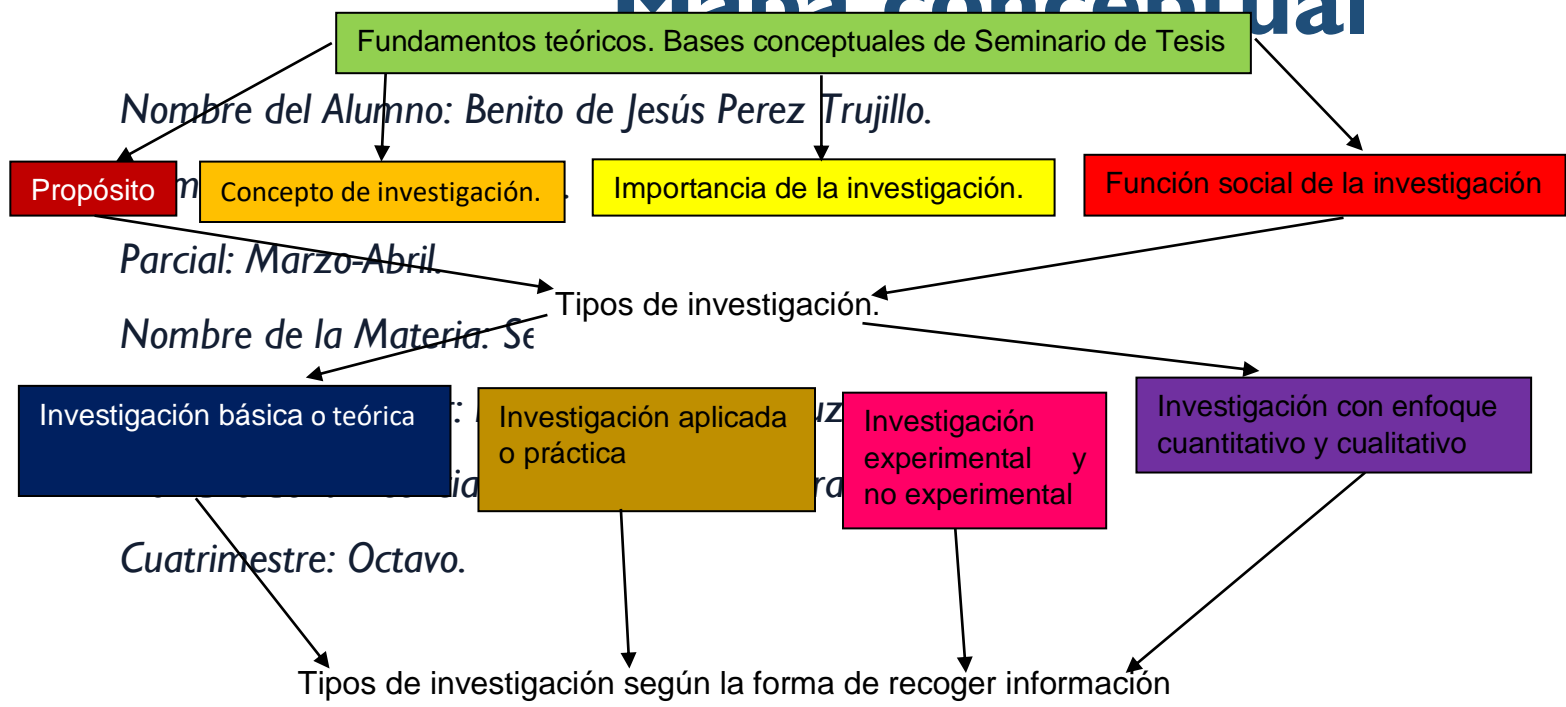 Mapa conceptual
Fundamentos teóricos. Bases conceptuales de Seminario de Tesis
Nombre del Alumno: Benito de Jesús Perez Trujillo.
Propósito
Concepto de investigación.
Importancia de la investigación.
Función social de la investigación
Parcial: Marzo-Abril.
Tipos de investigación.
Nombre de la Materia:
Investigación básica o teórica
Investigación aplicada
o práctica
Investigación
experimental y
no experimental
Investigación con enfoque
cuantitativo y cualitativo
Cuatrimestre: Octavo.
Tipos de investigación según la forma de recoger información